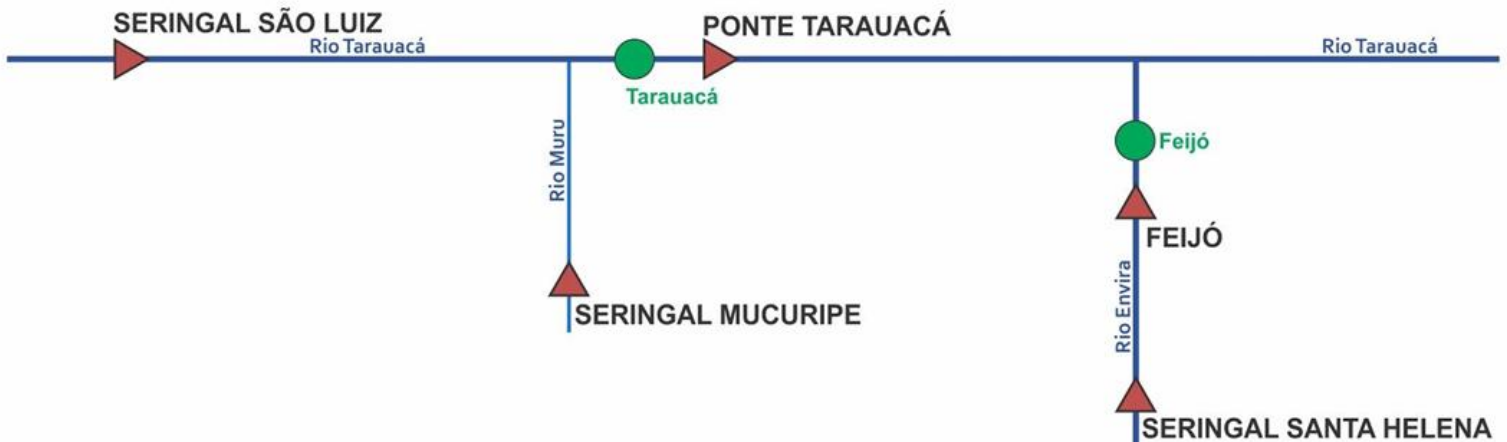 SERINGAL SÃO LUIZ
PONTE TARAUACÁ
Rio Tarauacá
Rio Tarauacá
Tarauacá
Rio Muru
Feijó
FEIJÓ
SERINGAL MUCURIPE
Rio Envira
SERINGAL SANTA HELENA